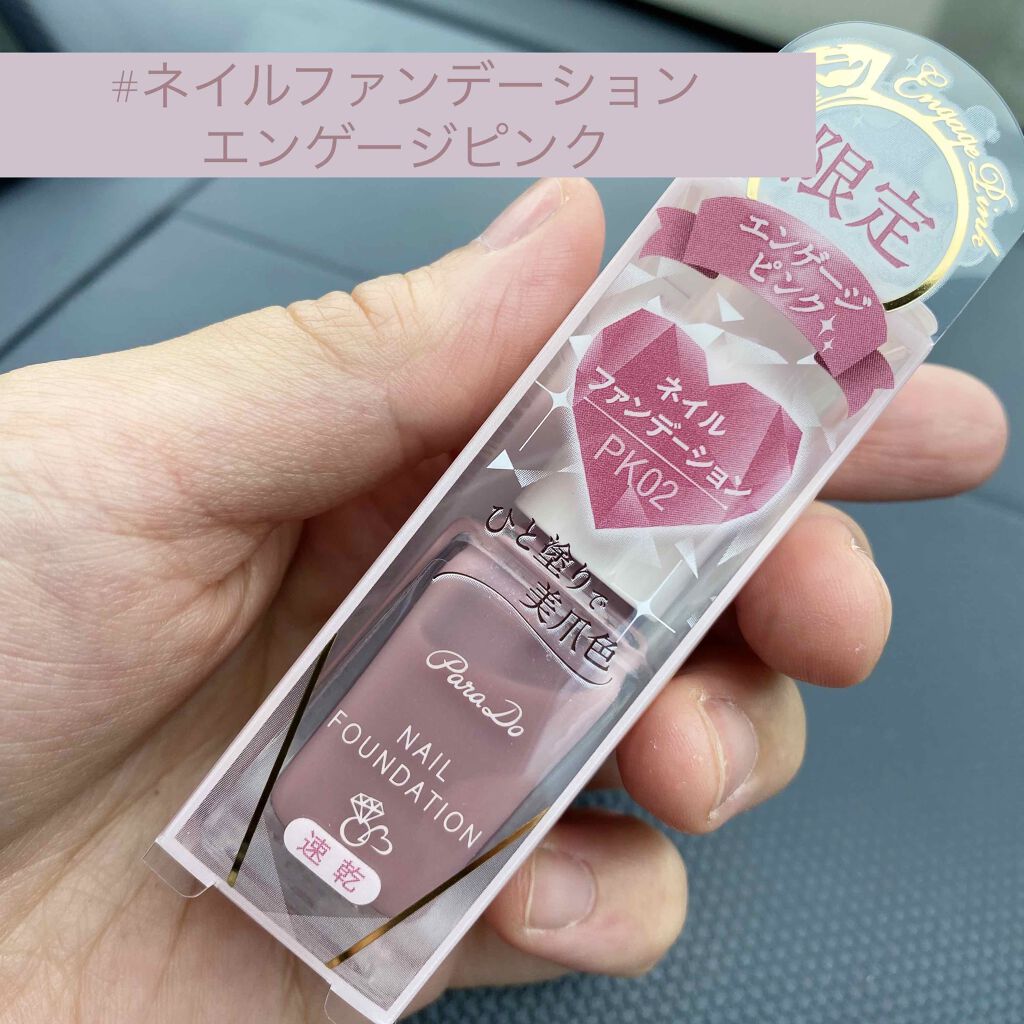 #ネイルファンデーション
エンゲージピンク
Engage Pink
限定
エンゲージ
ピンク
ネイル
ファンデーション
PK02
ひと塗りで
美爪色
ParaDo
NAIL
FOUNDATION
速乾